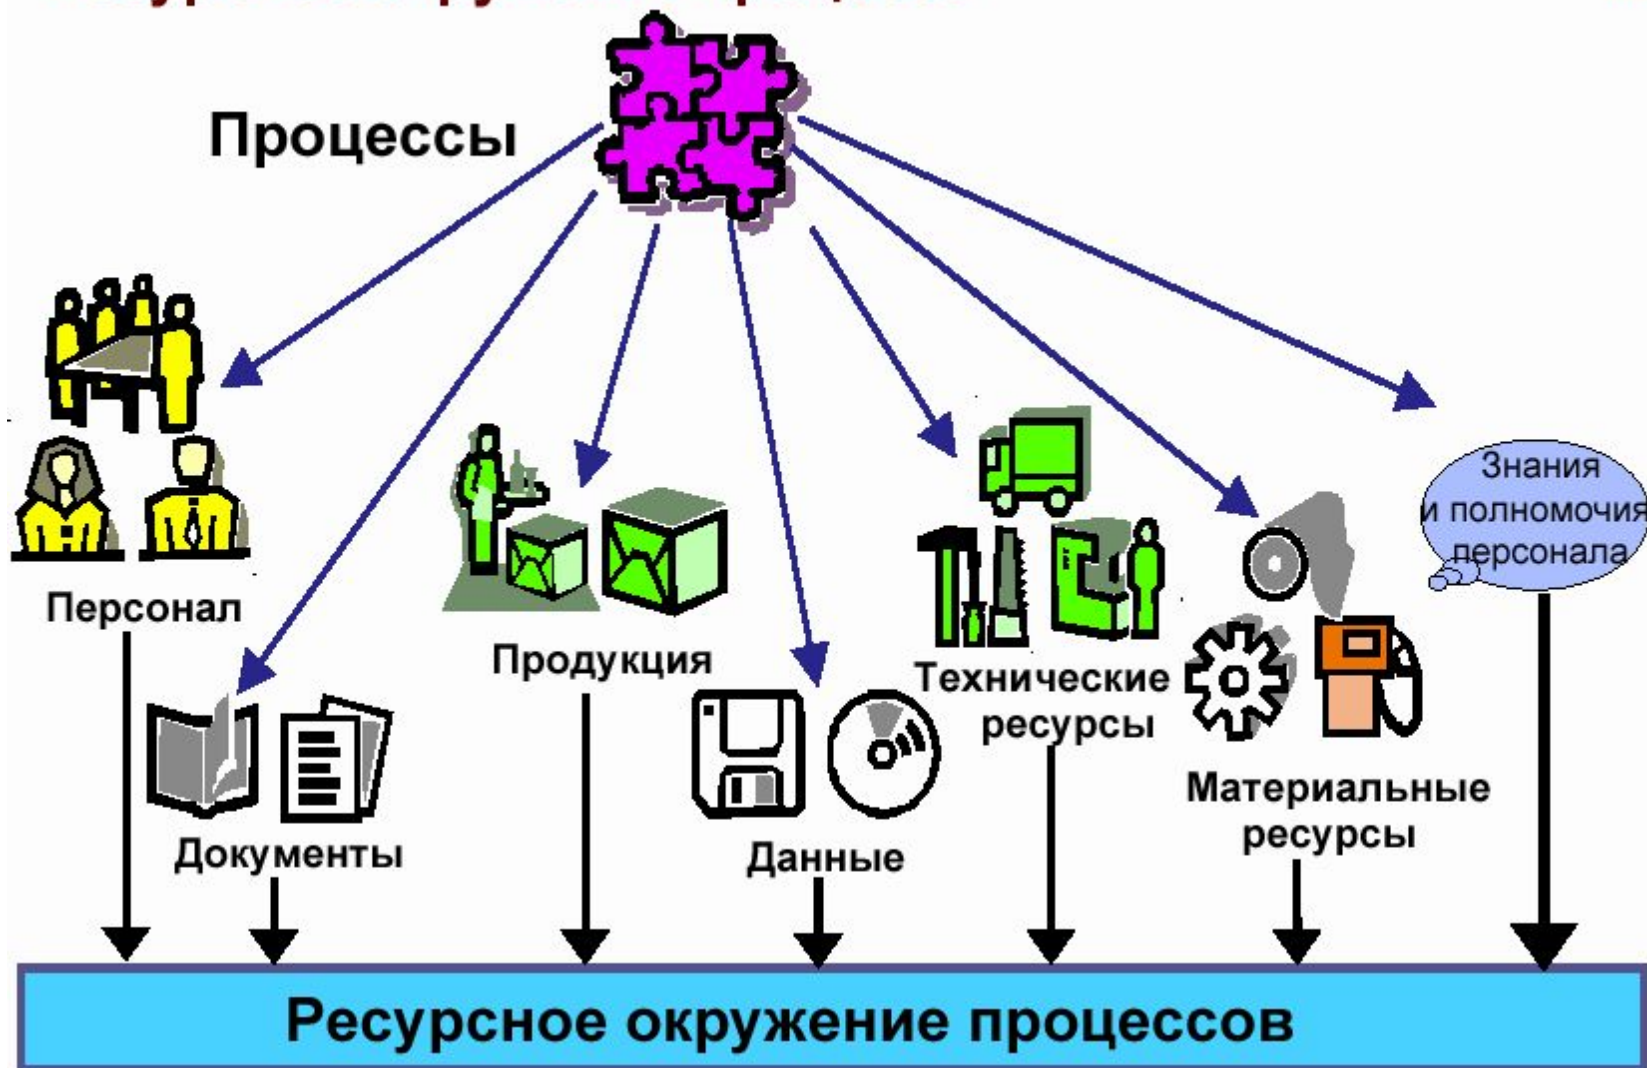 Процессы
Знания
и полномочия
персонала
Персонал
Продукция
Технические
ресурсы
Материальные
ресурсы
Документы
Данные
Ресурсное окружение процессов